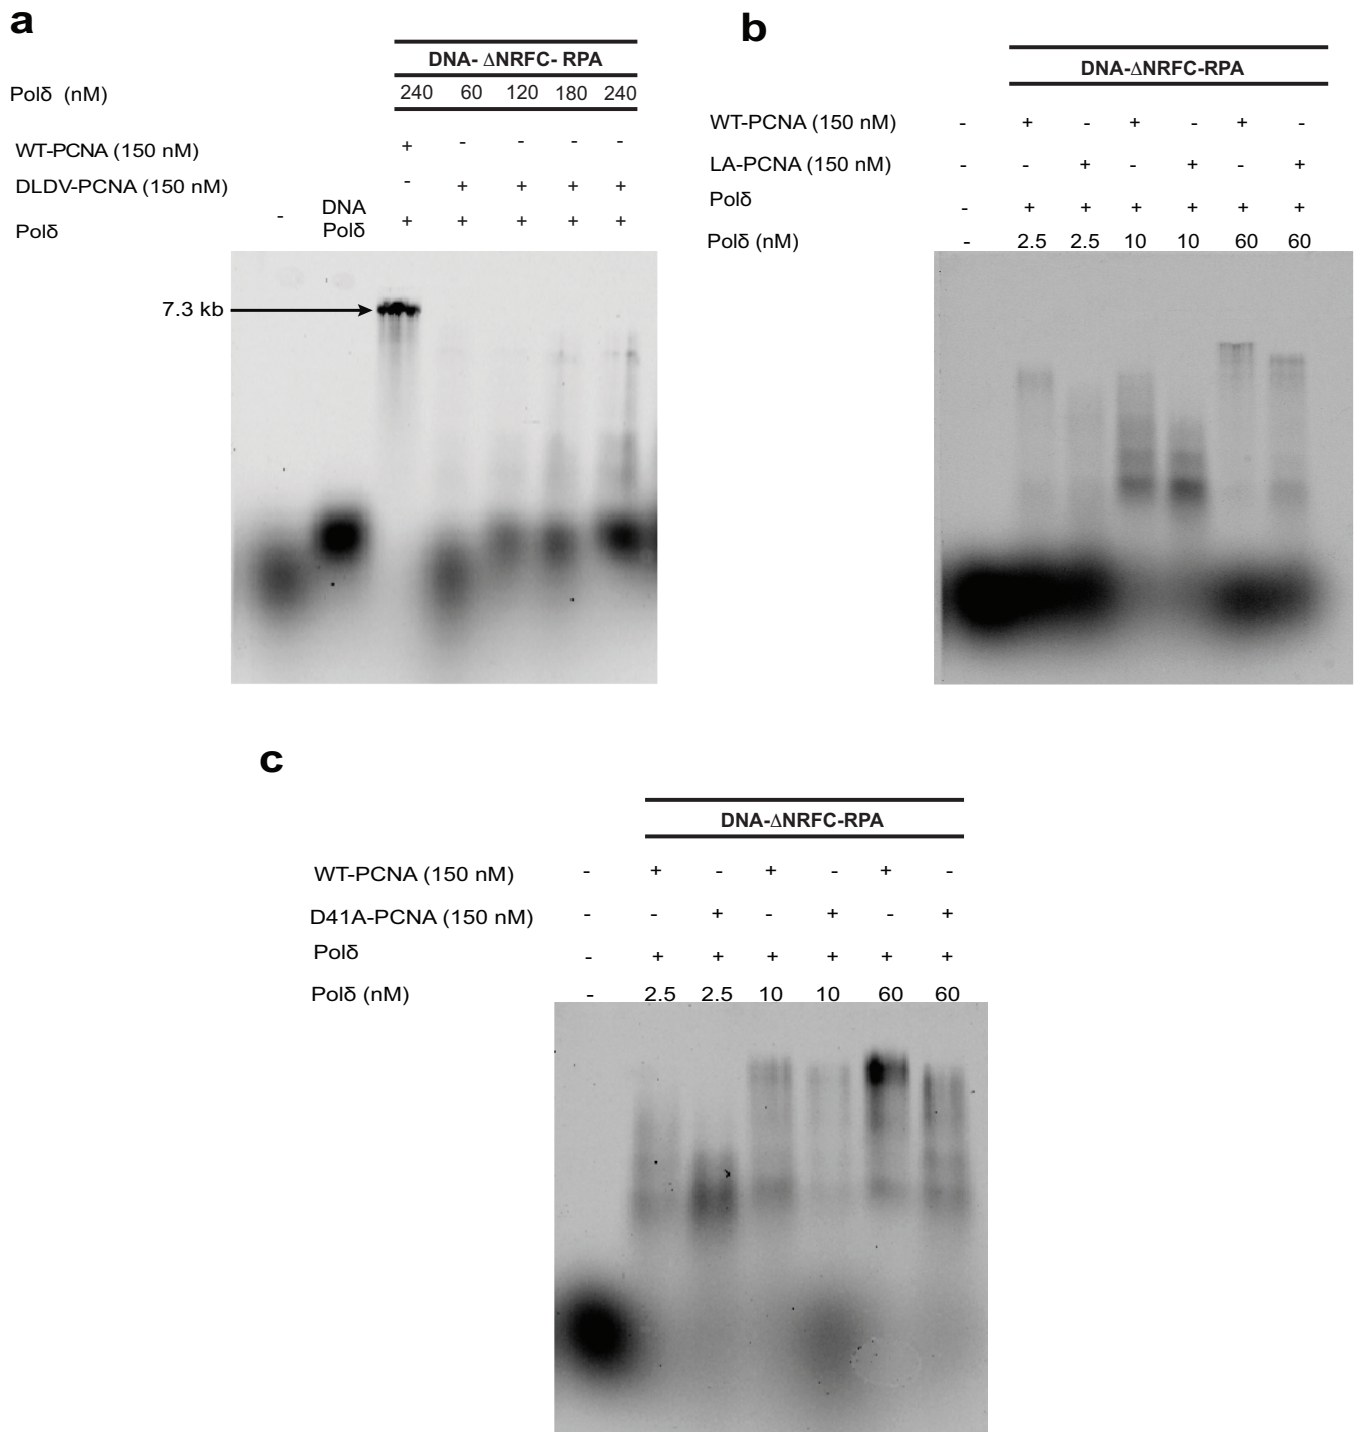 a
DNA- ΔNRFC- RPA
Polδ (nM) 240 60 120 180 240
WT-PCNA (150 nM) + - - - -
DLDV-PCNA (150 nM) - + + + +
Polδ - DNA Polδ + + + + +
7.3 kb
b
DNA-ΔNRFC-RPA
WT-PCNA (150 nM) - + - + - + -
LA-PCNA (150 nM) - - + - + - +
Polδ - + + + + + +
Polδ (nM) - 2.5 2.5 10 10 60 60
c
DNA-ΔNRFC-RPA
WT-PCNA (150 nM) - + - + - + -
D41A-PCNA (150 nM) - - + - + - +
Polδ - + + + + + +
Polδ (nM) - 2.5 2.5 10 10 60 60